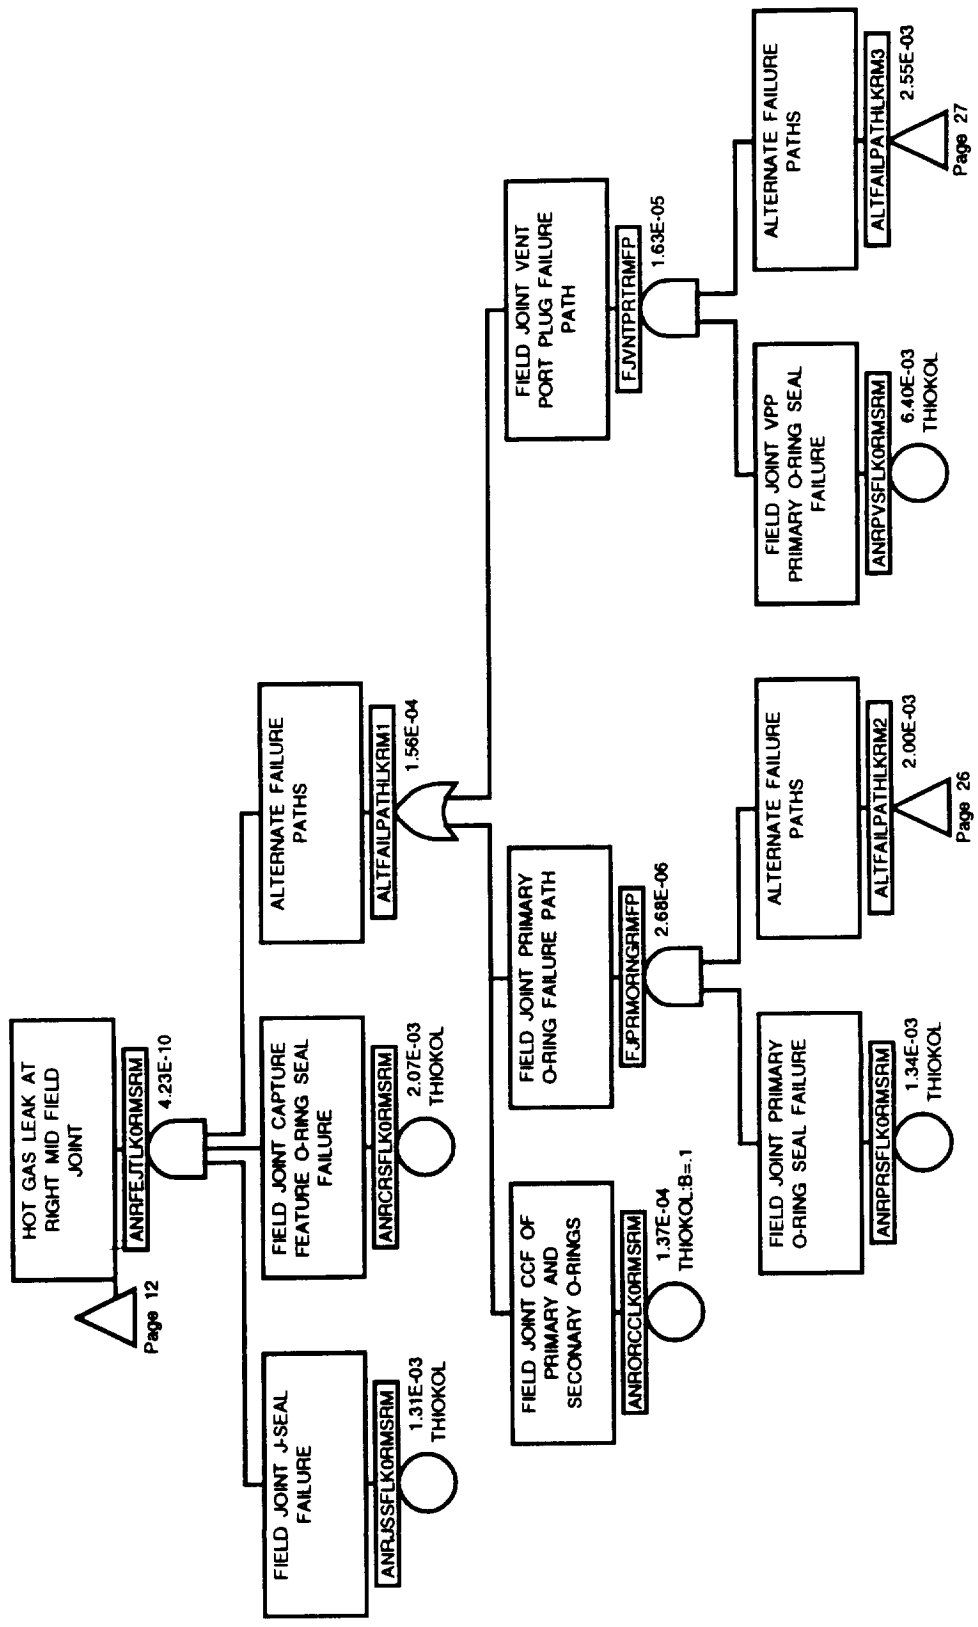 HOT GAS LEAK AT
RIGHT MID FIELD
JOINT
ANRFEJTLK0RMSRM
4.23E-10
Page 12
FIELD JOINT J-SEAL
FAILURE
ANRJSSFLK0RMSRM
1.31E-03
THIOKOL
FIELD JOINT CAPTURE
FEATURE O-RING SEAL
FAILURE
ANRCRSFLK0RMSRM
2.07E-03
THIOKOL
ALTERNATE FAILURE
PATHS
ALTFAILPATHLKRM1
1.56E-04
FIELD JOINT CCF OF
PRIMARY AND
SECONARY O-RINGS
ANRORCCLK0RMSRM
1.37E-04
THIOKOL:B=.1
FIELD JOINT PRIMARY
O-RING FAILURE PATH
FJPRMORNGRMFP
2.68E-06
FIELD JOINT VENT
PORT PLUG FAILURE
PATH
FJVNTPRTRMFP
1.63E-05
FIELD JOINT PRIMARY
O-RING SEAL FAILURE
ANRPRSFLK0RMSRM
1.34E-03
THIOKOL
ALTERNATE FAILURE
PATHS
ALTFAILPATHLKRM2
2.00E-03
Page 26
FIELD JOINT VPP
PRIMARY O-RING SEAL
FAILURE
ANRPVSFLK0RMSRM
6.40E-03
THIOKOL
ALTERNATE FAILURE
PATHS
ALTFAILPATHLKRM3
2.55E-03
Page 27